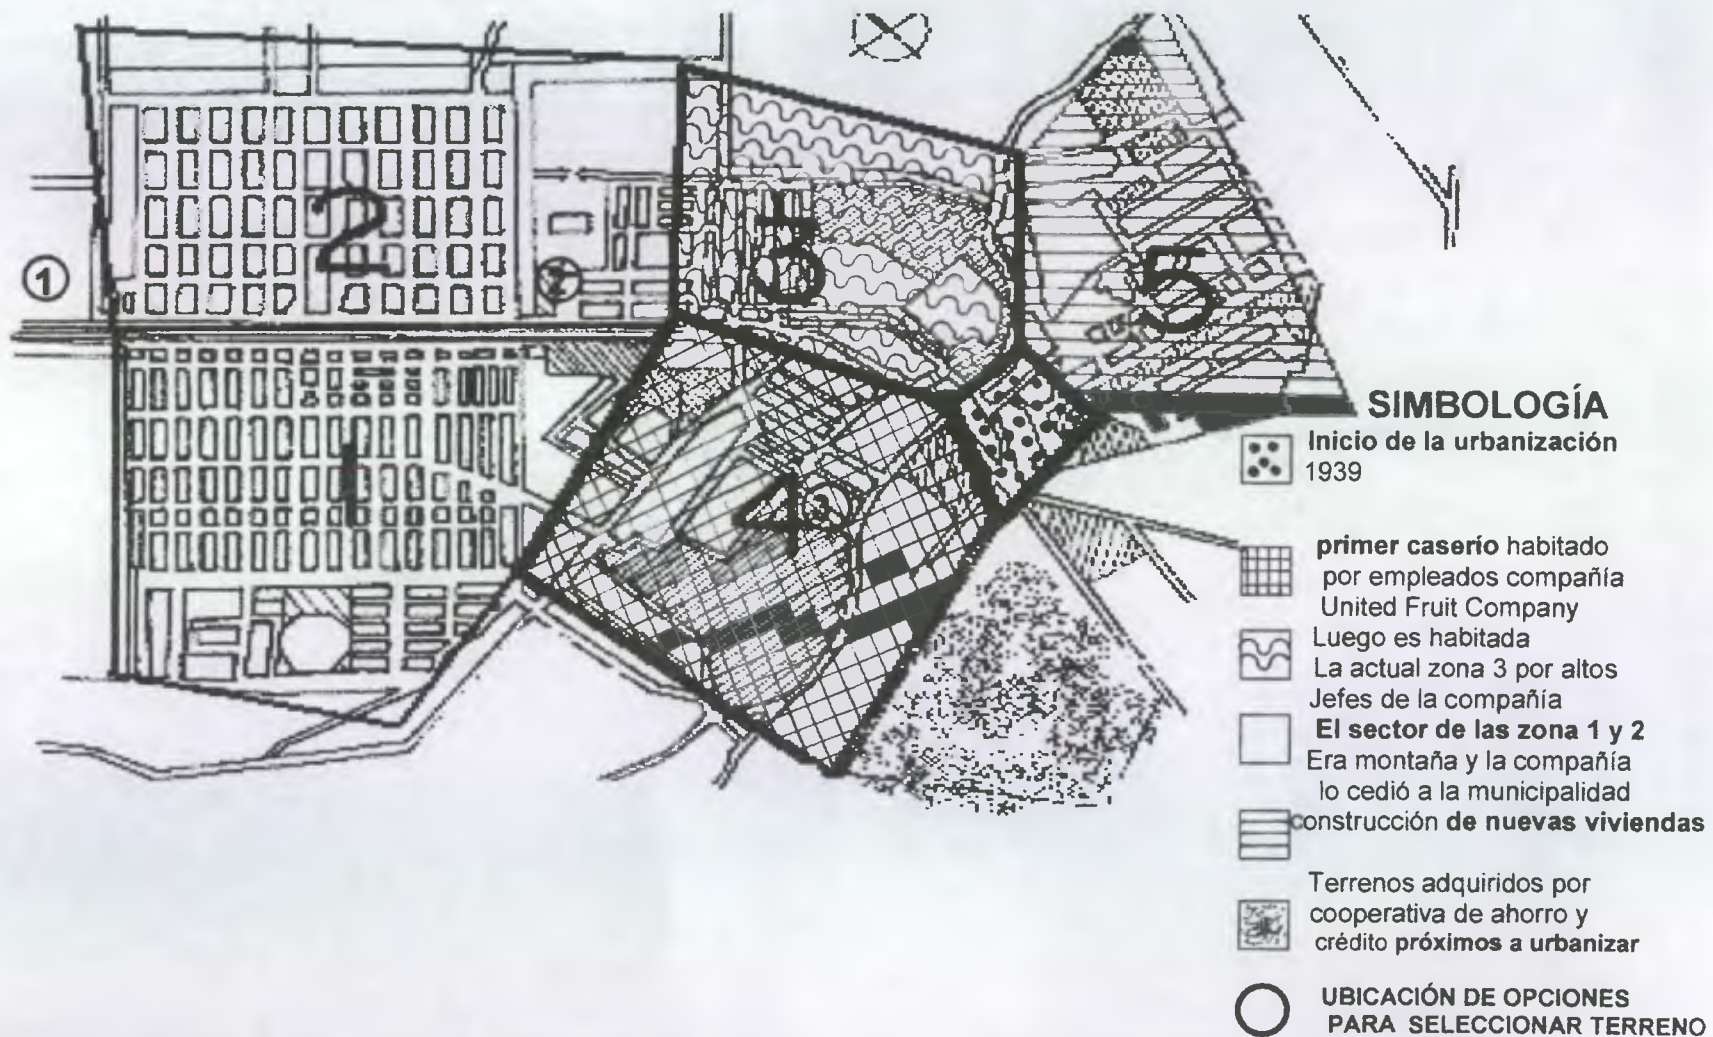 2
1
2
3
H
5
1
4
3
SIMBOLOGÍA
Inicio de la urbanización
1939
primer caserío habitado
por empleados compañía
United Fruit Company
Luego es habitada
La actual zona 3 por altos
Jefes de la compañía
El sector de las zona 1 y 2
Era montaña y la compañía
lo cedió a la municipalidad
construcción de nuevas viviendas
Terrenos adquiridos por
cooperativa de ahorro y
crédito próximos a urbanizar
UBICACIÓN DE OPCIONES
PARA SELECCIONAR TERRENO